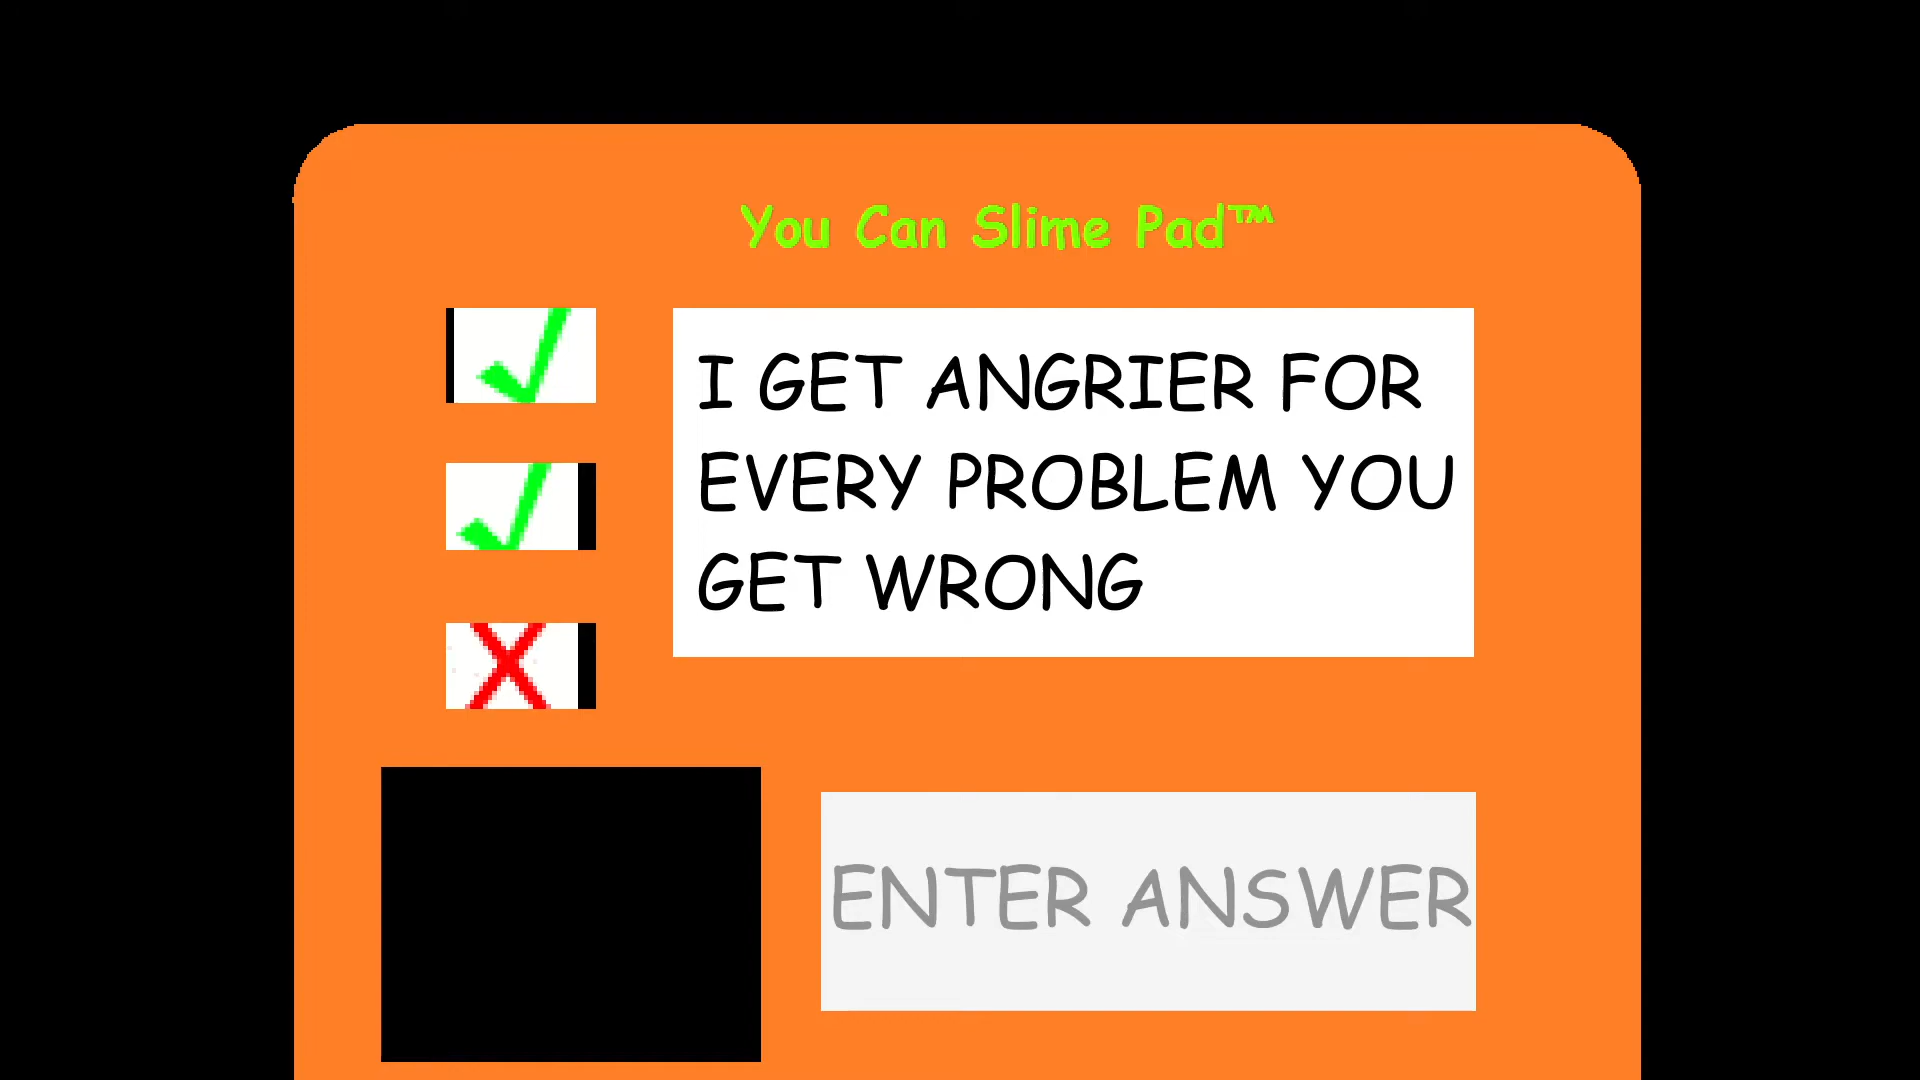 You Can Slime Pad™
I GET ANGRIER FOR
EVERY PROBLEM YOU
GET WRONG
ENTER ANSWER